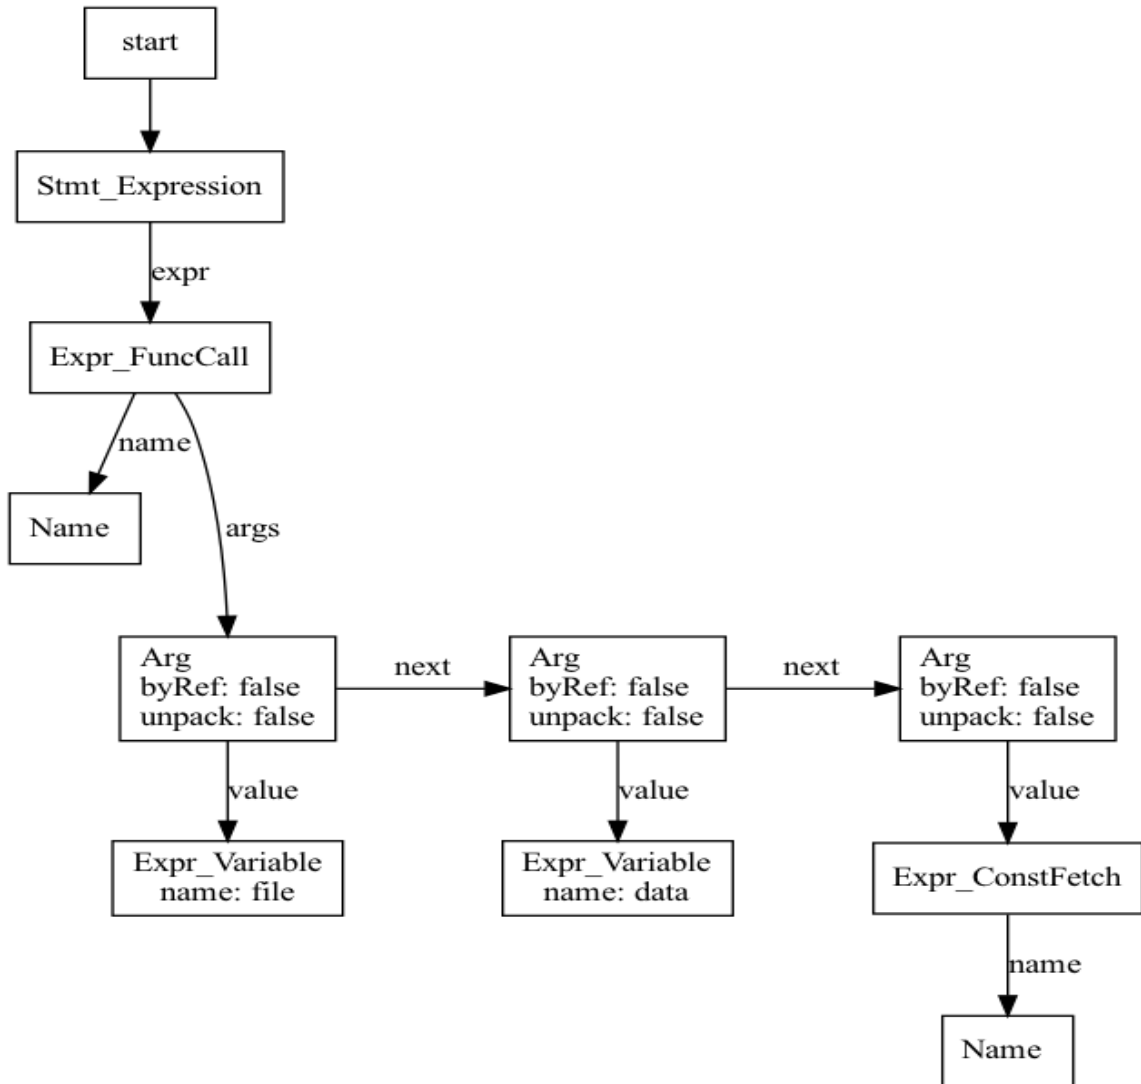 start
Stmt_Expression
expr
Expr_FuncCall
name
Name
args
Arg
byRef: false
unpack: false
next
Arg
byRef: false
unpack: false
next
Arg
byRef: false
unpack: false
value
value
value
Expr_Variable
name: file
Expr_Variable
name: data
Expr_ConstFetch
name
Name